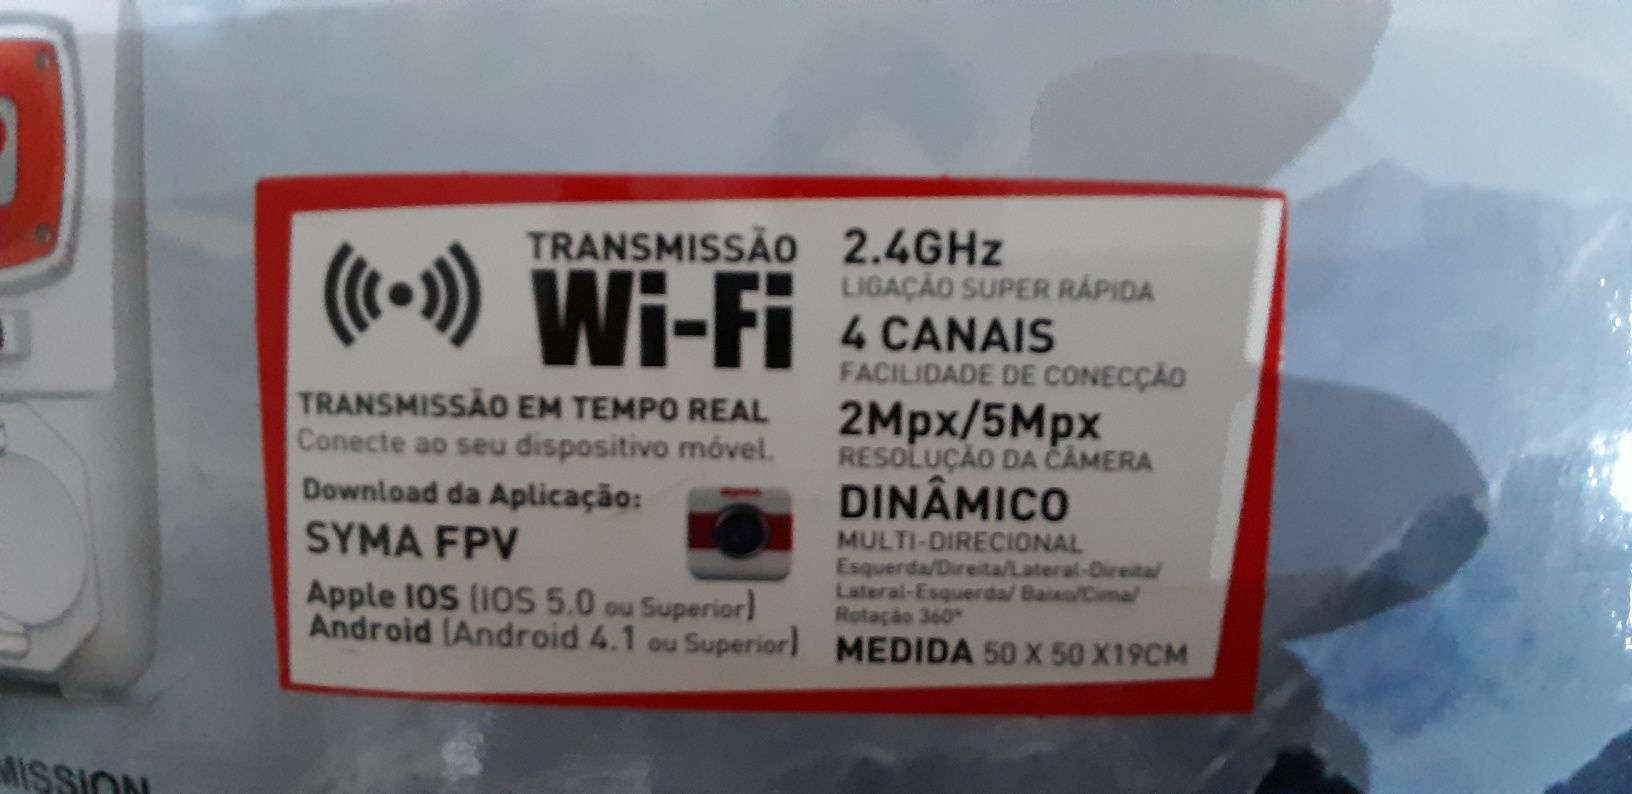 TRANSMISSÃO
Wi-Fi
TRANSMISSÃO EM TEMPO REAL
Conecte ao seu dispositivo móvel.
Download da Aplicação:
SYMA FPV
Apple IOS (IOS 5.0 ou Superior)
Android (Android 4.1 ou Superior)
2.4GHz
LIGAÇÃO SUPER RÁPIDA
4 CANAIS
FACILIDADE DE CONECÇÃO
2Mpx/5Mpx
RESOLUÇÃO DA CÂMERA
DINÂMICO
MULTI-DIRECIONAL
Esquerda/Direita/Lateral-Direita/
Lateral-Esquerda/ Baixo/Cima/
Rotação 360°
MEDIDA 50 X 50 X19CM
MISSION